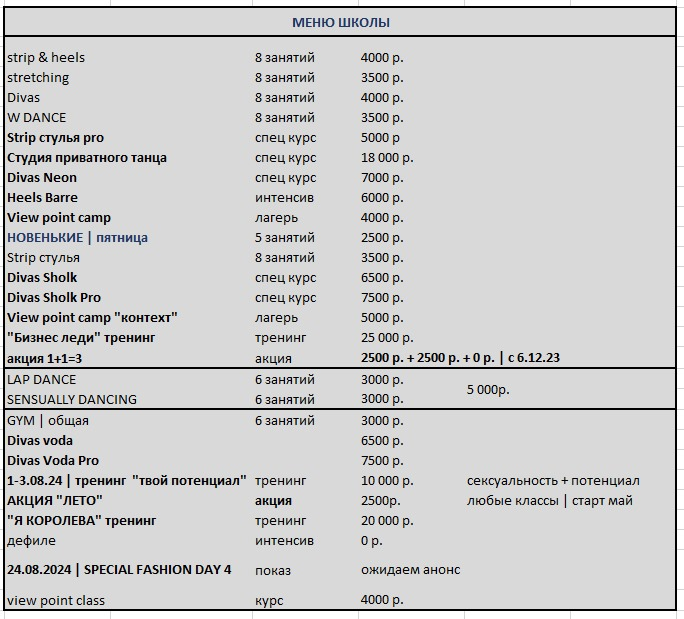 МЕНЮ ШКОЛЫ
strip & heels 8 занятий 4000 р.
stretching 8 занятий 3500 р.
Divas 8 занятий 4000 р.
W DANCE 8 занятий 3500 р.
Strip стулья pro спец курс 5000 р
Студия приватного танца спец курс 18 000 р.
Divas Neon спец курс 7000 р.
Heels Barre интенсив 6000 р.
View point camp лагерь 4000 р.
НОВЕНЬКИЕ | пятница 5 занятий 2500 р.
Strip стулья 8 занятий 3500 р.
Divas Sholk спец курс 6500 р.
Divas Sholk Pro спец курс 7500 р.
View point camp "контехт" лагерь 5000 р.
"Бизнес леди" тренинг тренинг 25 000 р.
акция 1+1=3 акция 2500 р. + 2500 р. + 0 р. | с 6.12.23
LAP DANCE 6 занятий 3000 р.
5 000р.
SENSUALLY DANCING 6 занятий 3000 р.
GYM | общая 6 занятий 3000 р.
Divas voda 6500 р.
Divas Voda Pro 7500 р.
1-3.08.24 | тренинг "твой потенциал" тренинг 10 000 р. сексуальность + потенциал
АКЦИЯ "ЛЕТО" акция 2500р. любые классы | старт май
"Я КОРОЛЕВА" тренинг тренинг 20 000 р.
дефиле интенсив 0 р.
24.08.2024 | SPECIAL FASHION DAY 4 показ ожидаем анонс
view point class курс 4000 р.